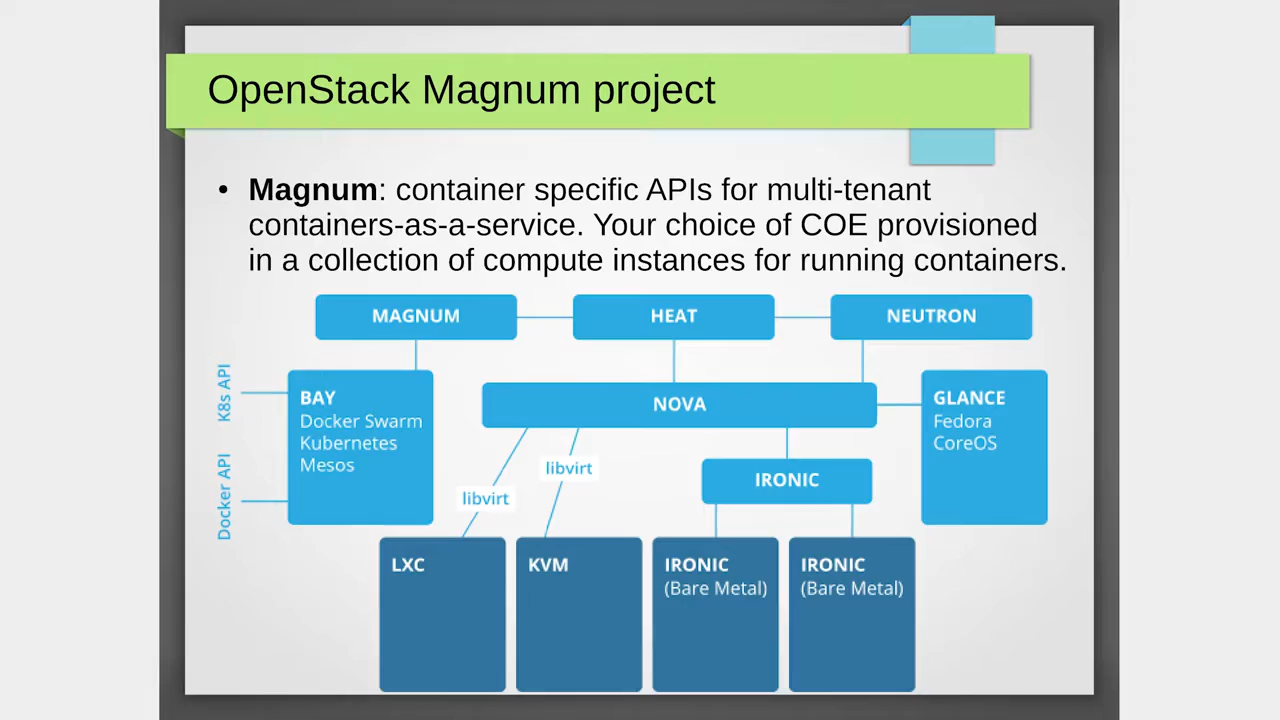 OpenStack Magnum project
• Magnum: container specific APIs for multi-tenant
containers-as-a-service. Your choice of COE provisioned
in a collection of compute instances for running containers.
MAGNUM
HEAT
NEUTRON
K8s API
Docker API
BAY
Docker Swarm
Kubernetes
Mesos
NOVA
GLANCE
Fedora
CoreOS
libvirt
libvirt
IRONIC
LXC
KVM
IRONIC
(Bare Metal)
IRONIC
(Bare Metal)